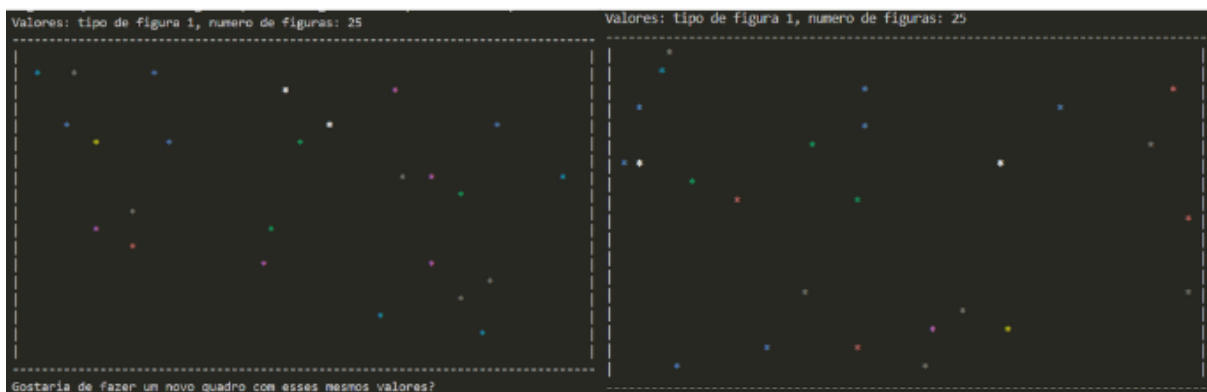 Valores: tipo de figura 1, numero de figuras: 25
Valores: tipo de figura 1, numero de figuras: 25
Gostaria de fazer um novo quadro com esses mesmos valores?